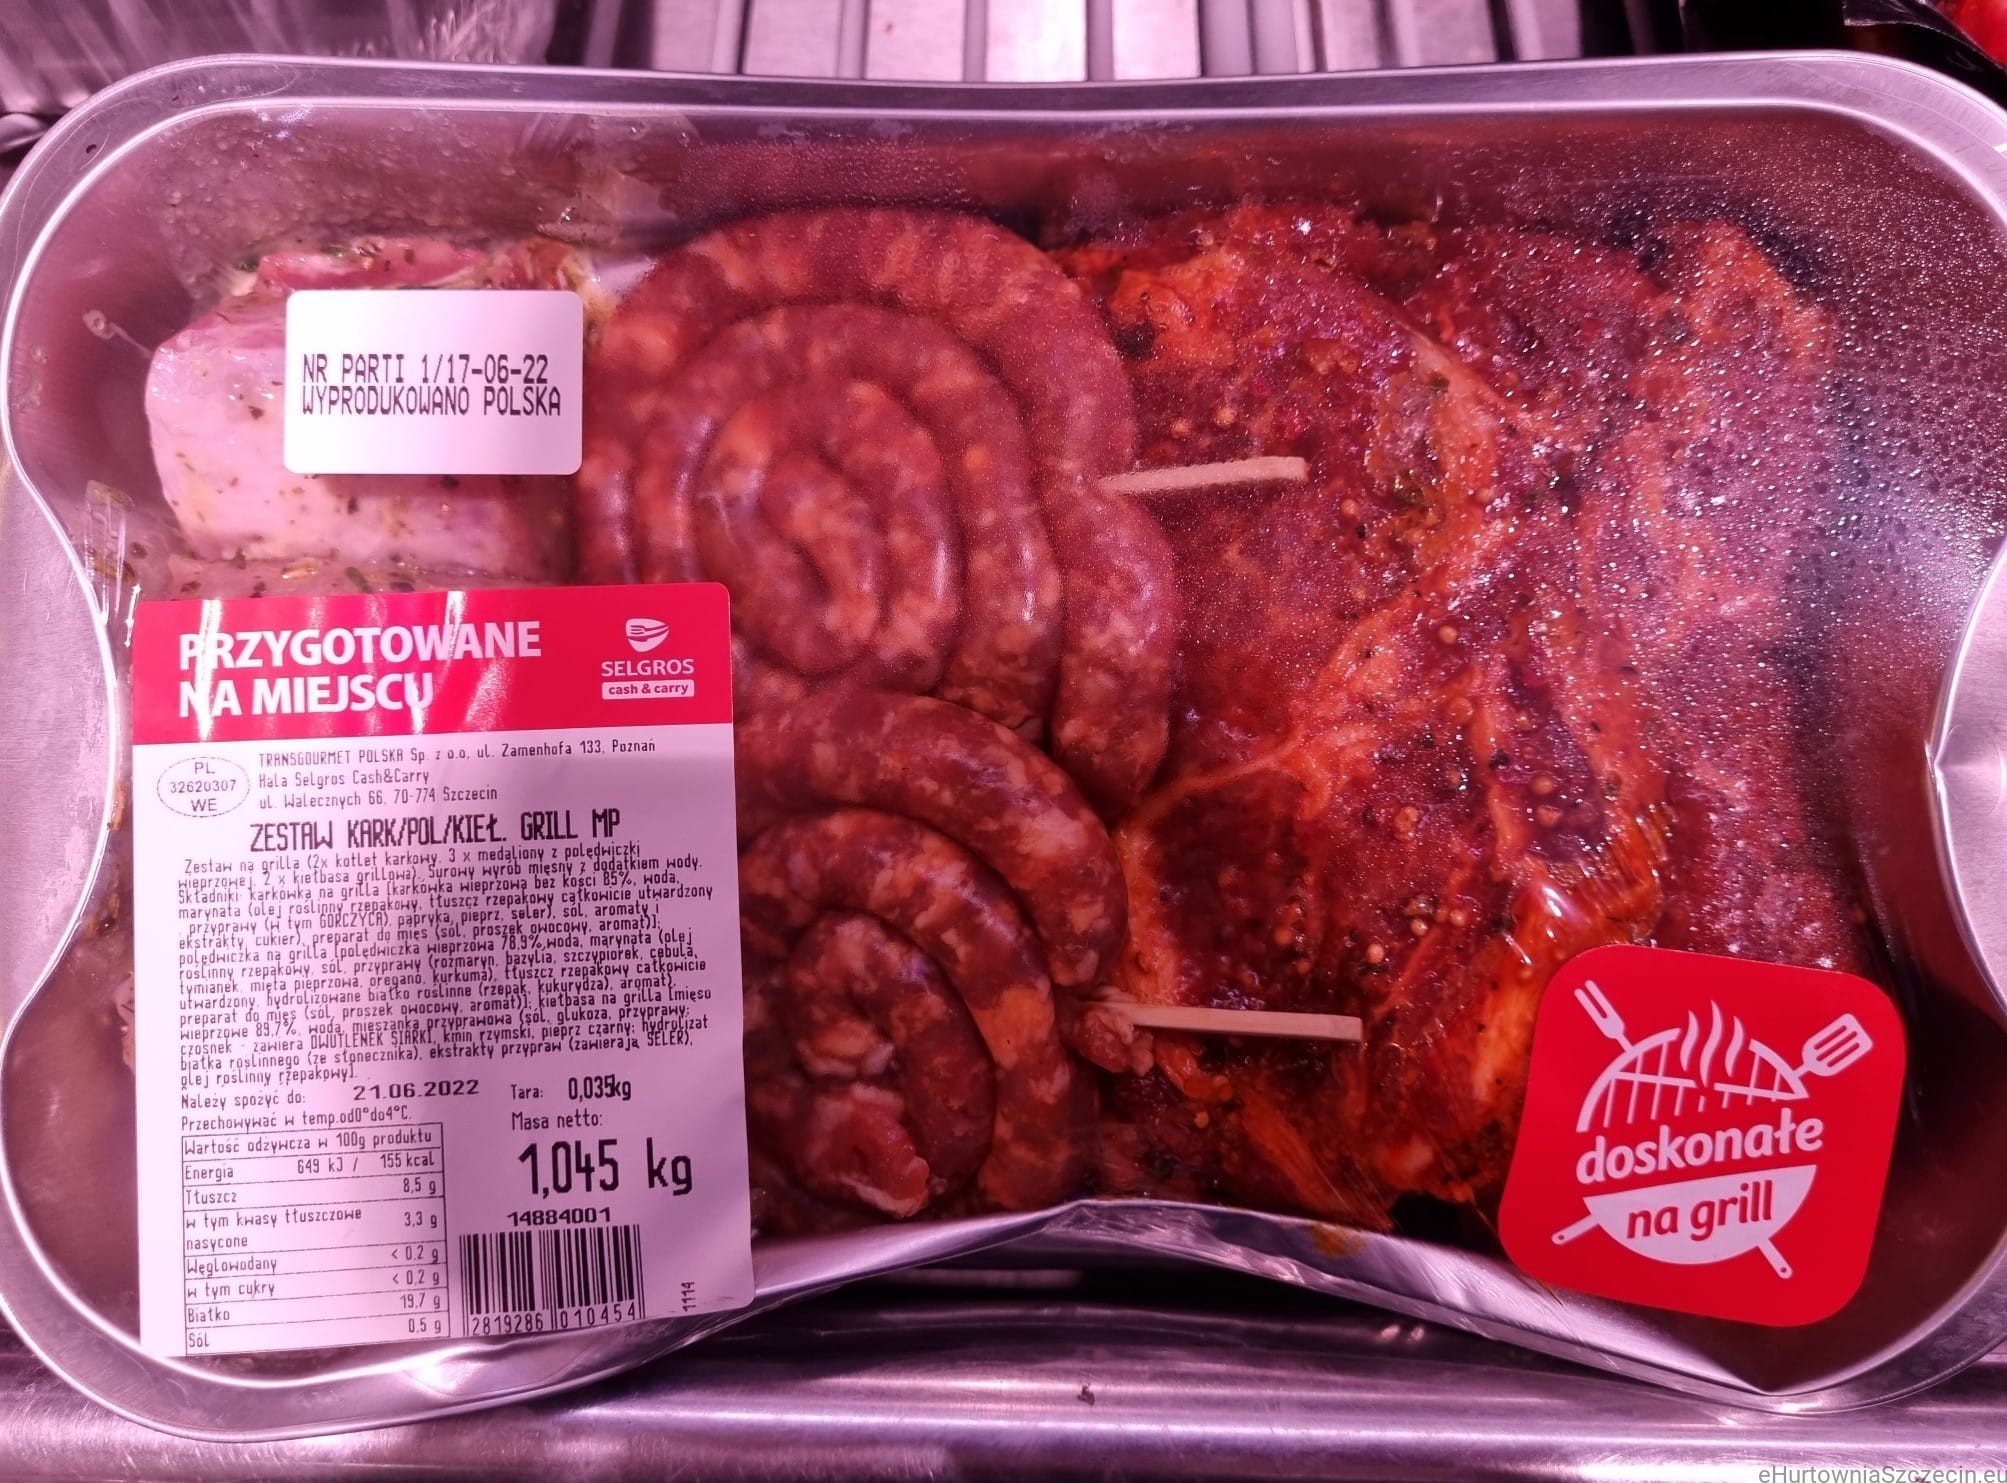 NR PARTI 1/17-06-22
WYPRODUKOWANO POLSKA
PRZYGOTOWANE
NA MIEJSCU
SELGROS
cash & carry
PL
32620307
WE
TRANSGOURMET POLSKA Sp. z o.o. ul. Zamenhofa 133, Poznań
Hala Selgros Cash&Carry
ul. Walecznych 66, 70-774 Szczecin
ZESTAW KARK/POL/KIEŁ. GRILL MP
Zestaw na grilla (2x kotlet karkowy, 3 x medaliony z polędwiczki
wieprzowej, 2 x kiełbasa grillowa). Surowy wyrób mięsny z dodatkiem wody.
Składniki: karkówka na grilla [karkówka wieprzowa bez kości 85%, woda,
marynata (olej roślinny rzepakowy, tłuszcz rzepakowy całkowicie utwardzony
, przyprawy (w tym GORCZYCA), papryka, pieprz, seler), sól, aromaty i
ekstrakty, cukier), preparat do mięs (sól, proszek owocowy, aromat)];
polędwiczka na grilla [polędwiczka wieprzowa 78,9%,woda, marynata (olej
roślinny rzepakowy, sól, przyprawy (rozmaryn, bazylia, szczypiorek, cebula,
tymianek, mięta pieprzowa, oregano, kurkuma), tłuszcz rzepakowy całkowicie
utwardzony, hydrolizowane białko roślinne (rzepak, kukurydza), aromat),
preparat do mięs (sól, proszek owocowy, aromat)]; kiełbasa na grilla [mięso
wieprzowe 89,7%, woda, mieszanka przyprawowa (sól, glukoza, przyprawy;
czosnek - zawiera DWUTLENEK SIARKI, kmin rzymski, pieprz czarny; hydrolizat
białka roślinnego (ze słonecznika), ekstrakty przypraw (zawierają SELER),
olej roślinny rzepakowy].
Należy spożyć do: 21.06.2022 Tara: 0,035kg
Przechowywać w temp.od0°do4°C.
Masa netto:
1,045 kg
Wartość odżywcza w 100g produktu
Energia 649 kJ / 155 kcal
Tłuszcz 8,5 g
w tym kwasy tłuszczowe nasycone 3,3 g
Węglowodany < 0,2 g
w tym cukry < 0,2 g
Białko 19,7 g
Sól 0,5 g
14884001
2819286 010454
1114
doskonałe
na grill
eHurtowniaSzczecin.eu